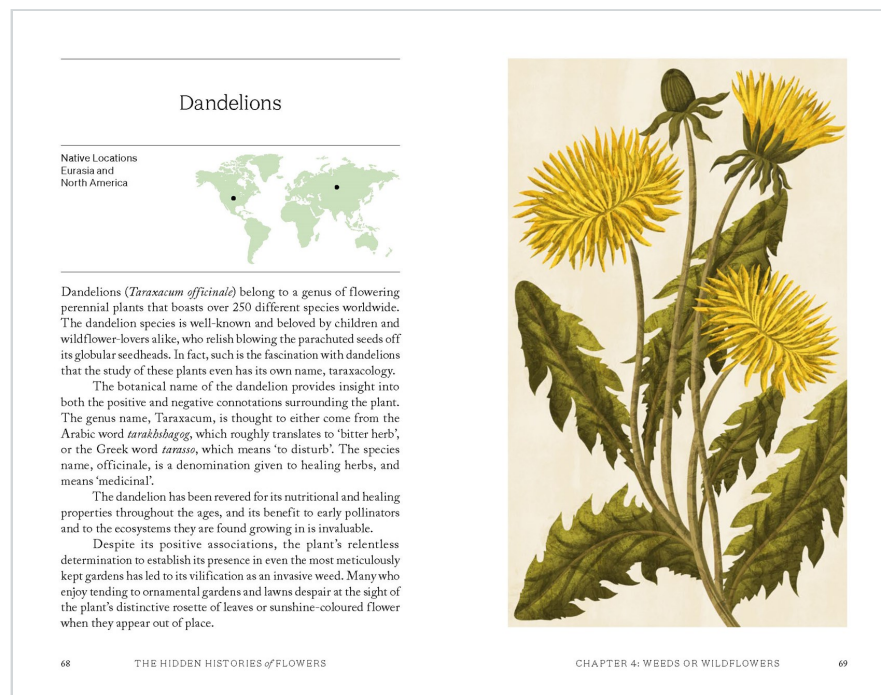 Dandelions
Native Locations
Eurasia and
North America
Dandelions (Taraxacum officinale) belong to a genus of flowering
perennial plants that boasts over 250 different species worldwide.
The dandelion species is well-known and beloved by children and
wildflower-lovers alike, who relish blowing the parachuted seeds off
its globular seedheads. In fact, such is the fascination with dandelions
that the study of these plants even has its own name, taraxacology.
The botanical name of the dandelion provides insight into
both the positive and negative connotations surrounding the plant.
The genus name, Taraxacum, is thought to either come from the
Arabic word tarakhshagog, which roughly translates to ‘bitter herb’,
or the Greek word tarasso, which means ‘to disturb’. The species
name, officinale, is a denomination given to healing herbs, and
means ‘medicinal’.
The dandelion has been revered for its nutritional and healing
properties throughout the ages, and its benefit to early pollinators
and to the ecosystems they are found growing in is invaluable.
Despite its positive associations, the plant’s relentless
determination to establish its presence in even the most meticulously
kept gardens has led to its vilification as an invasive weed. Many who
enjoy tending to ornamental gardens and lawns despair at the sight of
the plant’s distinctive rosette of leaves or sunshine-coloured flower
when they appear out of place.
68 THE HIDDEN HISTORIES of FLOWERS
CHAPTER 4: WEEDS OR WILDFLOWERS 69